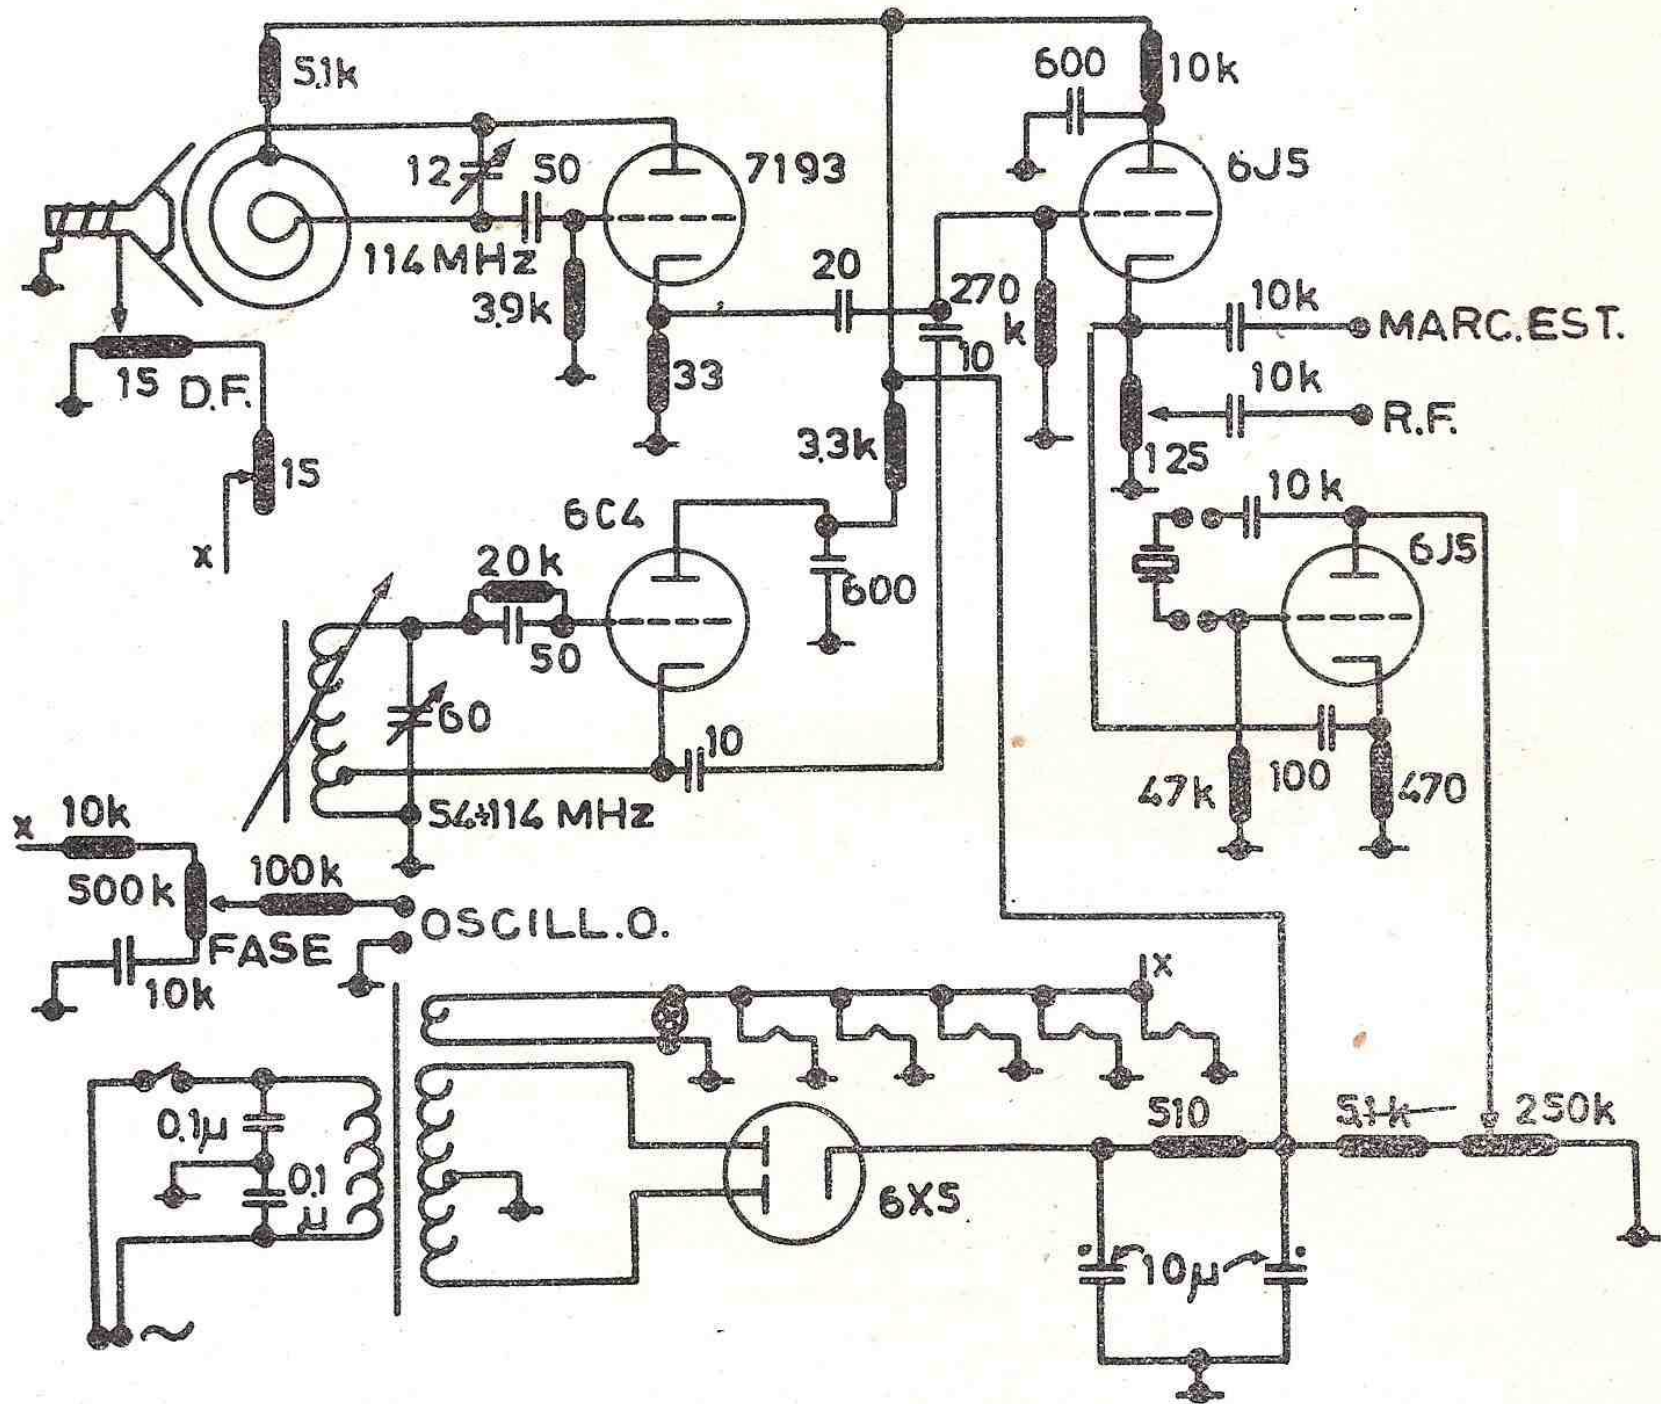 5.1k
600
10k
12
50
7193
6J5
114MHz
3.9k
20
270
k
10k
MARC.EST.
10
33
15
D.F.
10k
R.F.
15
3.3k
125
x
6C4
10k
6J5
20k
600
50
60
10
47k
100
470
54÷114 MHz
x
10k
500k
100k
OSCILL.O.
FASE
10k
x
0.1µ
0.1
µ
6X5
510
5.1k
250k
10µ
~